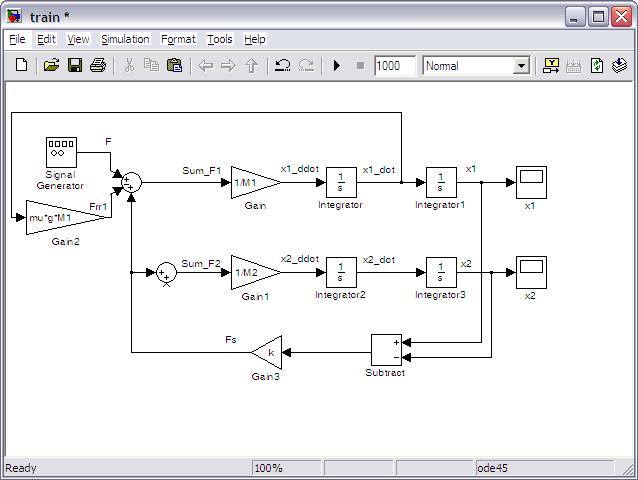 train *
File Edit View Simulation Format Tools Help
1000 Normal
F
Signal
Generator
Sum_F1
1/M1
Gain
x1_ddot
1
s
Integrator
x1_dot
1
s
Integrator1
x1
x1
mu*g*M1
Frr1
Gain2
Sum_F2
1/M2
Gain1
x2_ddot
1
s
Integrator2
x2_dot
1
s
Integrator3
x2
x2
Fs
k
Gain3
Subtract
Ready 100% ode45